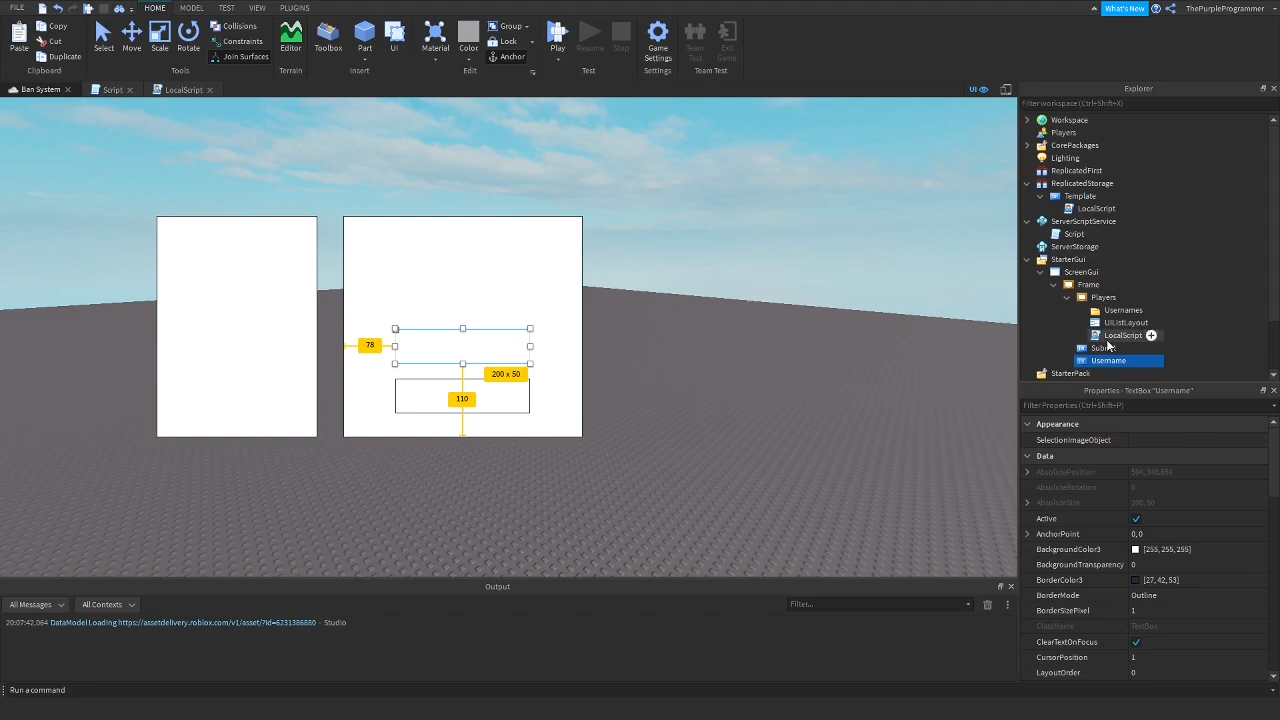 FILE HOME MODEL TEST VIEW PLUGINS What's New ThePurpleProgrammer
Copy Cut Duplicate Paste Clipboard
Select Move Scale Rotate Collisions Constraints Join Surfaces Tools
Editor Terrain
Toolbox Part UI Insert
Material Color Group Lock Anchor Edit
Play Resume Stop Test
Game Settings Settings
Team Test Exit Game Team Test
Ban System Script LocalScript UI
78
200 x 50
110
Explorer
Filter workspace (Ctrl+Shift+X)
Workspace
Players
CorePackages
Lighting
ReplicatedFirst
ReplicatedStorage
Template
LocalScript
ServerScriptService
Script
ServerStorage
StarterGui
ScreenGui
Frame
Players
Usernames
UIListLayout
LocalScript
Username
StarterPack
Properties - TextBox "Username"
Filter Properties (Ctrl+Shift+P)
Appearance
SelectionImageObject
Data
AbsolutePosition 594, 348.654
AbsoluteRotation 0
AbsoluteSize 200, 50
Active
AnchorPoint 0, 0
BackgroundColor3 [255, 255, 255]
BackgroundTransparency 0
BorderColor3 [27, 42, 53]
BorderMode Outline
BorderSizePixel 1
ClassName TextBox
ClearTextOnFocus
CursorPosition 1
LayoutOrder 0
Output
All Messages All Contexts Filter...
20:07:42.064 DataModel Loading https://assetdelivery.roblox.com/v1/asset/?id=6231386880 - Studio
Run a command